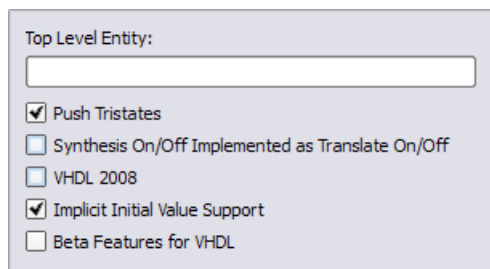 Top Level Entity:
Push Tristates
Synthesis On/Off Implemented as Translate On/Off
VHDL 2008
Implicit Initial Value Support
Beta Features for VHDL